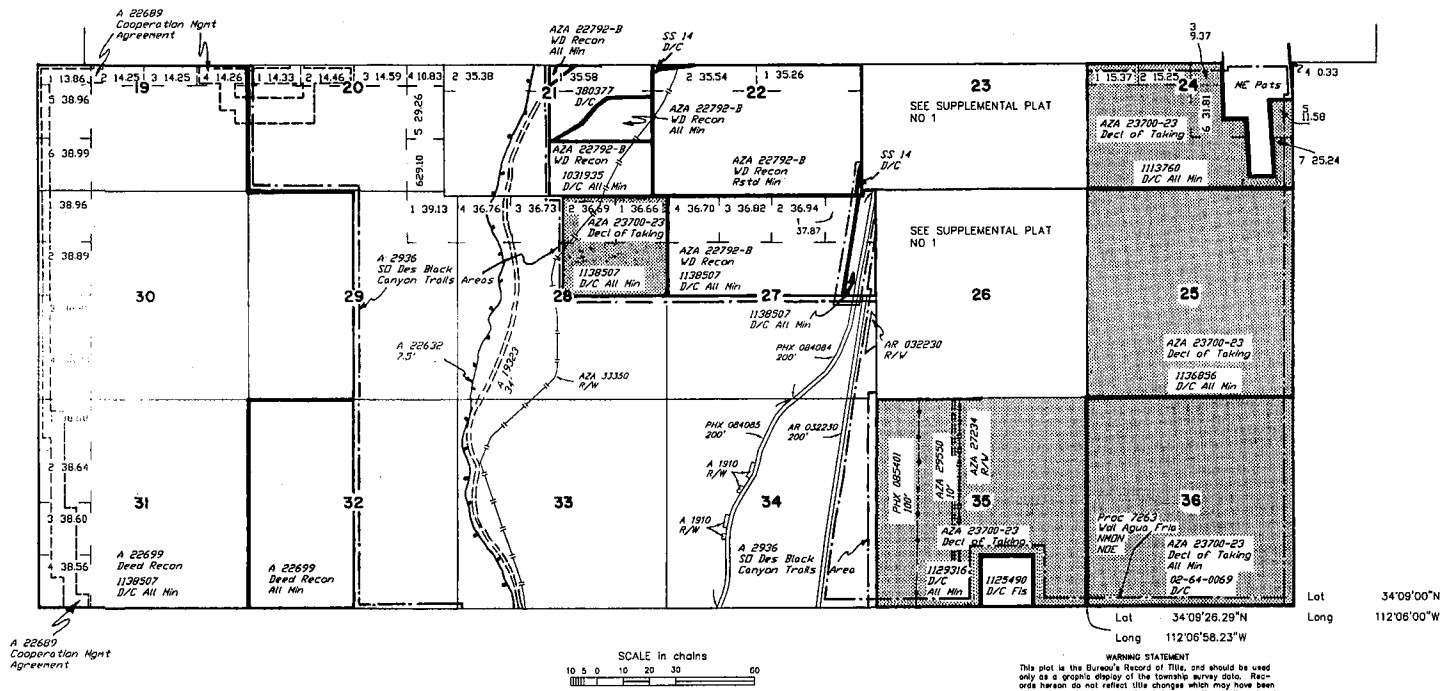 A 22689
Cooperation Mgmt
Agreement
AZA 22792-B
WD Recon
All Min
SS 14
D/C
3
9.37
1 13.86
2 14.25
3 14.25
4 14.26
1 14.33
2 14.46
3 14.59
4 10.83
2 35.38
35.58
2 35.54
1 35.26
1 15.37
2 15.25
4 0.33
19
20
21
22
23
24
ME Pats
5 38.96
5 29.26
380377
D/C
AZA 22792-B
WD Recon
All Min
SEE SUPPLEMENTAL PLAT
NO 1
AZA 23700-23
Decl of Taking
6 31.81
5
11.58
6 38.99
629.10
AZA 22792-B
WD Recon
1031935
D/C All Min
AZA 22792-B
WD Recon
Rstd Min
SS 14
D/C
1113760
D/C All Min
7 25.24
38.96
1 39.13
4 36.76
3 36.73
2 36.69
1 36.66
4 36.70
3 36.82
2 36.94
1
37.87
AZA 23700-23
Decl of Taking
SEE SUPPLEMENTAL PLAT
NO 1
2 38.89
A 2936
SD Des Black
Canyon Trails Areas
AZA 22792-B
WD Recon
1138507
D/C All Min
1138507
D/C All Min
30
29
28
27
26
25
1138507
D/C All Min
A 22632
7.5'
A 19323
34'
AZA 33350
R/W
PHX 084084
200'
AR 032230
R/W
AZA 23700-23
Decl of Taking
1136856
D/C All Min
PHX 084085
200'
AR 032230
200'
PHX 085401
100'
AZA 29550
10'
AZA 27234
R/W
2 38.64
A 1910
R/W
31
32
33
34
35
36
3 38.60
A 1910
R/W
Proc 7263
Wdl Agua Fria
NMON
NOE
AZA 23700-23
Decl of Taking
AZA 23700-23
Decl of Taking
All Min
02-64-0069
D/C
4 38.56
A 22699
Deed Recon
1138507
D/C All Min
A 22699
Deed Recon
All Min
A 2936
SD Des Black
Canyon Trails Area
1129316
D/C
All Min
1125490
D/C Fis
A 22689
Cooperation Mgmt
Agreement
Lat 34°09'00"N
Long 112°06'00"W
Lat 34°09'26.29"N
Long 112°06'58.23"W
SCALE in chains
10 5 0 10 20 30 60
WARNING STATEMENT
This plat is the Bureau's Record of Title, and should be used
only as a graphic display of the township survey data. Rec-
ords hereon do not reflect title changes which may have been